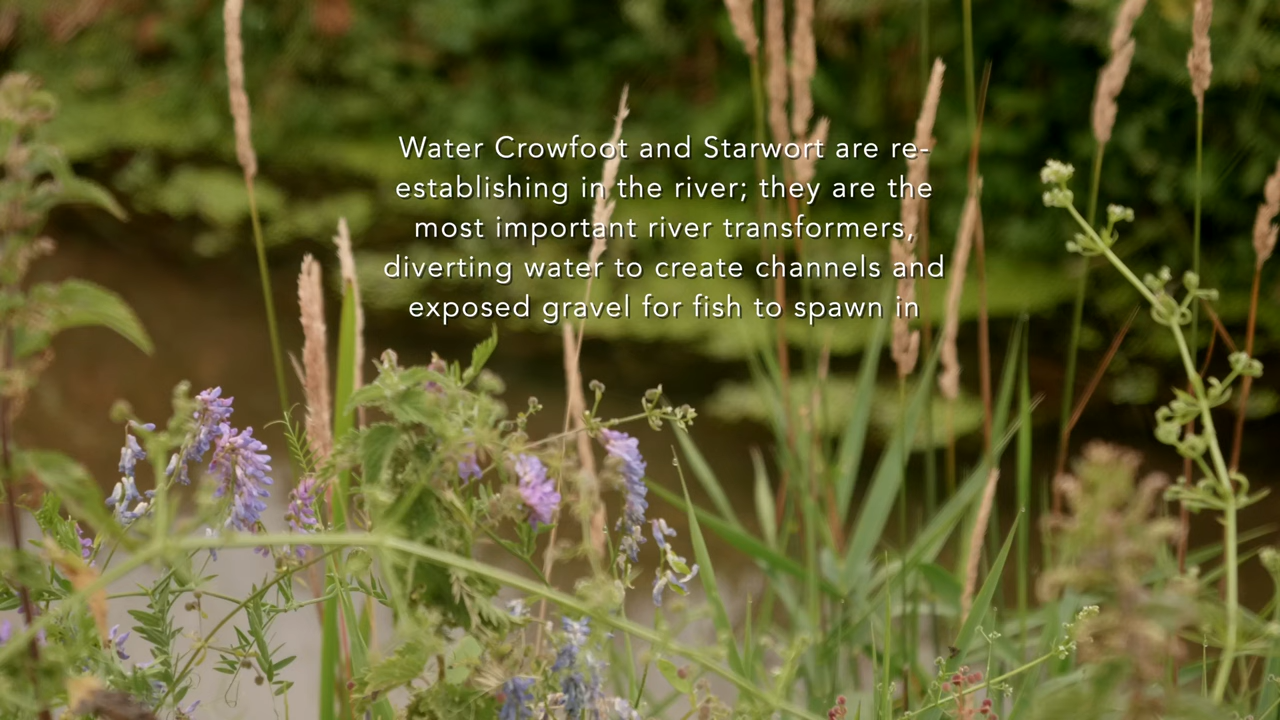 Water Crowfoot and Starwort are re-
establishing in the river; they are the
most important river transformers,
diverting water to create channels and
exposed gravel for fish to spawn in